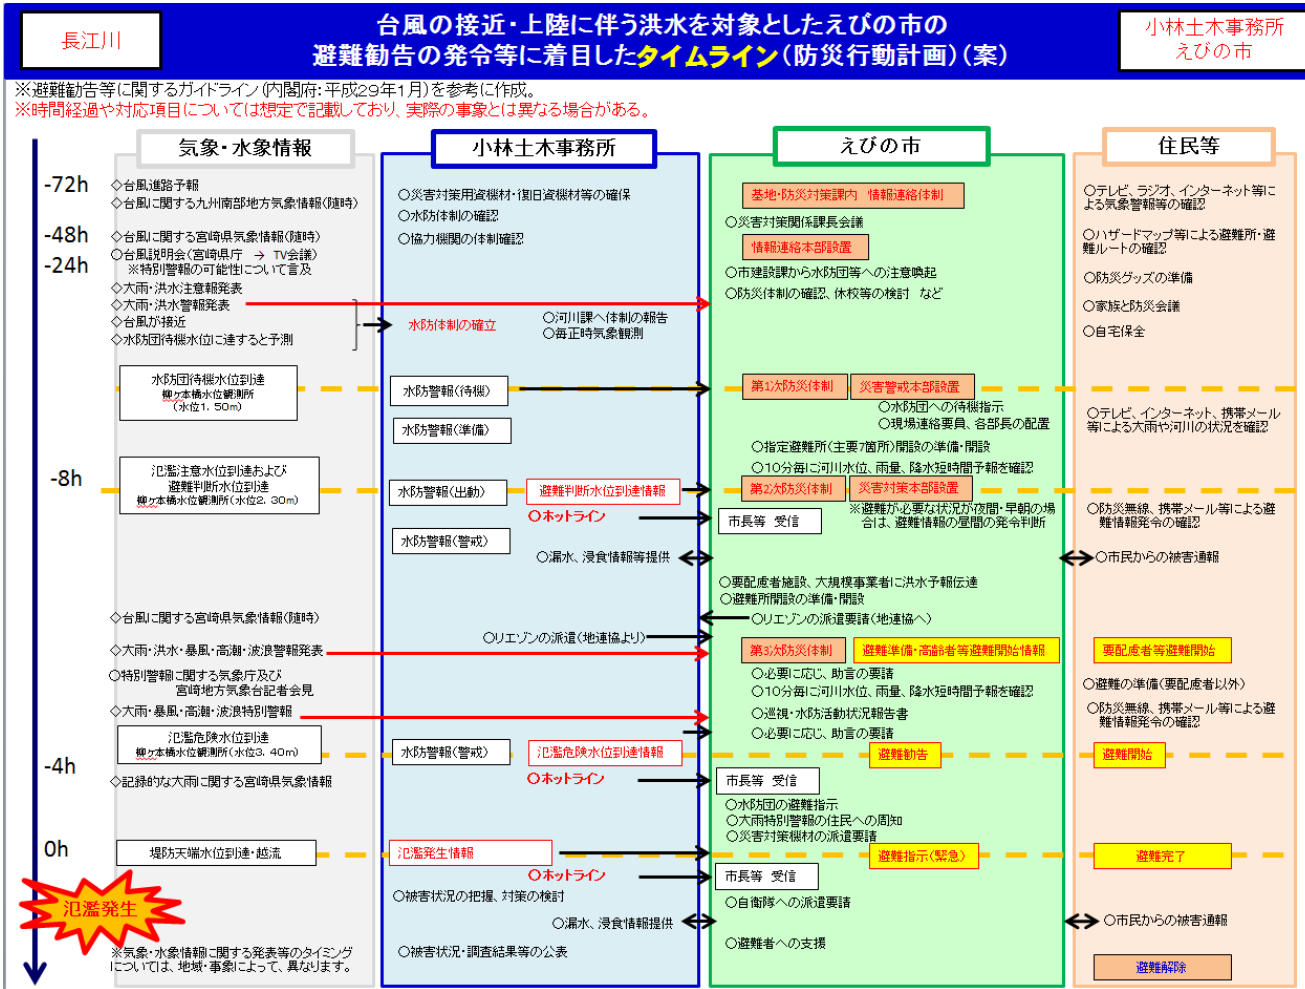 長江川
台風の接近・上陸に伴う洪水を対象としたえびの市の
避難勧告の発令等に着目したタイムライン(防災行動計画)(案)
小林土木事務所
えびの市
※避難勧告等に関するガイドライン(内閣府:平成29年1月)を参考に作成。
※時間経過や対応項目については想定で記載しており、実際の事象とは異なる場合がある。
-72h
-48h
-24h
-8h
-4h
0h
氾濫発生
気象・水象情報
◇台風進路予報
◇台風に関する九州南部地方気象情報(随時)
◇台風に関する宮崎県気象情報(随時)
○台風説明会(宮崎県庁 → TV会議)
※特別警報の可能性について言及
◇大雨・洪水注意報発表
◇大雨・洪水警報発表
◇台風が接近
◇水防団待機水位に達すると予測
水防団待機水位到達
柳ヶ本橋水位観測所
(水位1.50m)
氾濫注意水位到達および
避難判断水位到達
柳ヶ本橋水位観測所(水位2.30m)
◇台風に関する宮崎県気象情報(随時)
◇大雨・洪水・暴風・高潮・波浪警報発表
○特別警報に関する気象庁及び
宮崎地方気象台記者会見
◇大雨・暴風・高潮・波浪特別警報
氾濫危険水位到達
柳ヶ本橋水位観測所(水位3.40m)
◇記録的な大雨に関する宮崎県気象情報
堤防天端水位到達・越流
※気象・水象情報に関する発表等のタイミング
については、地域・事象によって、異なります。
小林土木事務所
○災害対策用資機材・復旧資機材等の確保
○水防体制の確認
○協力機関の体制確認
水防体制の確立
○河川課へ体制の報告
○毎正時気象観測
水防警報(待機)
水防警報(準備)
水防警報(出動)
避難判断水位到達情報
○ホットライン
水防警報(警戒)
○漏水、浸食情報等提供
○リエゾンの派遣(地連協より)
水防警報(警戒)
氾濫危険水位到達情報
○ホットライン
氾濫発生情報
○ホットライン
○被害状況の把握、対策の検討
○漏水、浸食情報提供
○被害状況・調査結果等の公表
えびの市
基地・防災対策課内 情報連絡体制
○災害対策関係課長会議
情報連絡本部設置
○市建設課から水防団等への注意喚起
○防災体制の確認、休校等の検討 など
第1次防災体制
災害警戒本部設置
○水防団への待機指示
○現場連絡要員、各部長の配置
○指定避難所(主要7箇所)開設の準備・開設
○10分毎に河川水位、雨量、降水短時間予報を確認
第2次防災体制
災害対策本部設置
※避難が必要な状況が夜間・早朝の場
合は、避難情報の昼間の発令判断
市長等 受信
○要配慮者施設、大規模事業者に洪水予報伝達
○避難所開設の準備・開設
○リエゾンの派遣要請(地連協へ)
第3次防災体制
避難準備・高齢者等避難開始情報
○必要に応じ、助言の要請
○10分毎に河川水位、雨量、降水短時間予報を確認
○巡視・水防活動状況報告書
○必要に応じ、助言の要請
避難勧告
市長等 受信
○水防団の避難指示
○大雨特別警報の住民への周知
○災害対策機材の派遣要請
避難指示(緊急)
市長等 受信
○自衛隊への派遣要請
○避難者への支援
住民等
○テレビ、ラジオ、インターネット等に
よる気象警報等の確認
○ハザードマップ等による避難所・避
難ルートの確認
○防災グッズの準備
○家族と防災会議
○自宅保全
○テレビ、インターネット、携帯メール
等による大雨や河川の状況を確認
○防災無線、携帯メール等による避
難情報発令の確認
○市民からの被害通報
要配慮者等避難開始
○避難の準備(要配慮者以外)
○防災無線、携帯メール等による避
難情報発令の確認
避難開始
避難完了
○市民からの被害通報
避難解除